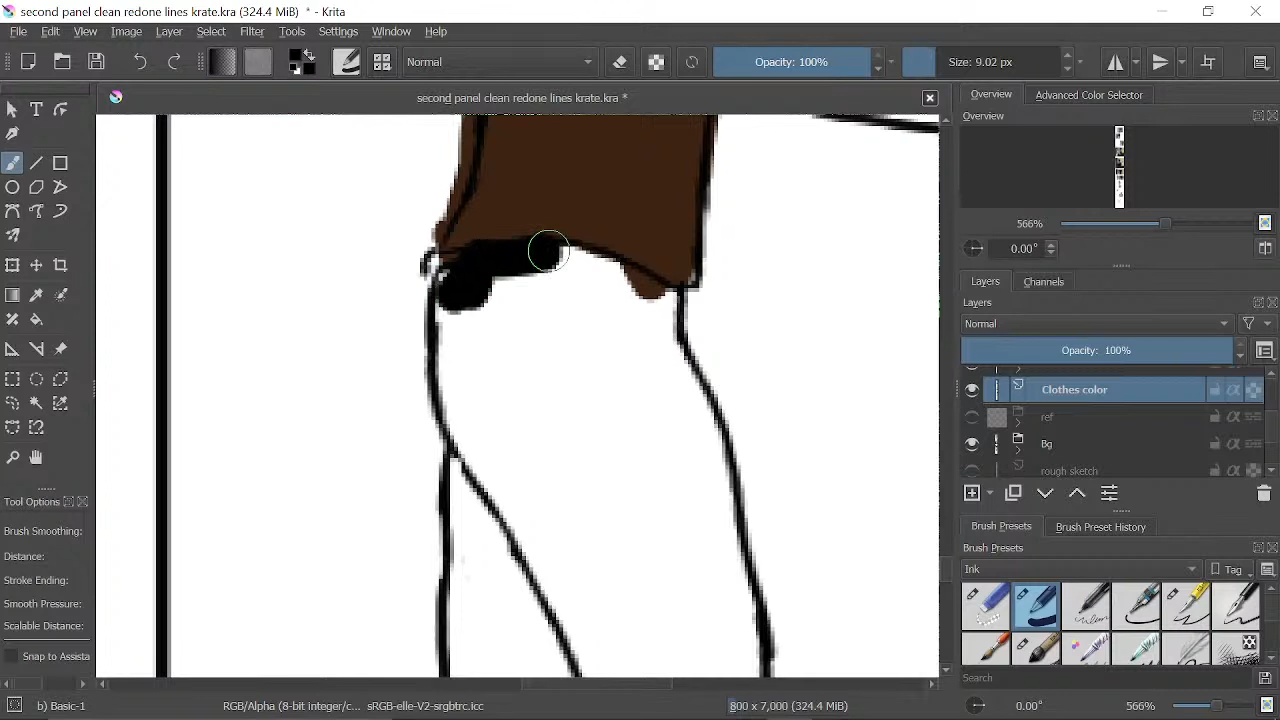 second panel clean redone lines krate.kra (324.4 MiB) * - Krita
File Edit View Image Layer Select Filter Tools Settings Window Help
Normal Opacity: 100% Size: 9.02 px
second panel clean redone lines krate.kra *
Overview Advanced Color Selector
Overview
566%
0.00°
Layers Channels
Layers
Normal
Opacity: 100%
Clothes color
ref
Bg
rough sketch
Brush Presets Brush Preset History
Brush Presets
Ink Tag
Search
Tool Options
Brush Smoothing:
Distance:
Stroke Ending:
Smooth Pressure:
Scalable Distance:
Snap to Assista
b) Basic-1 RGB/Alpha (8-bit integer/c... sRGB-elle-V2-srgbtrc.icc 800 x 7,000 (324.4 MiB) 0.00° 566%